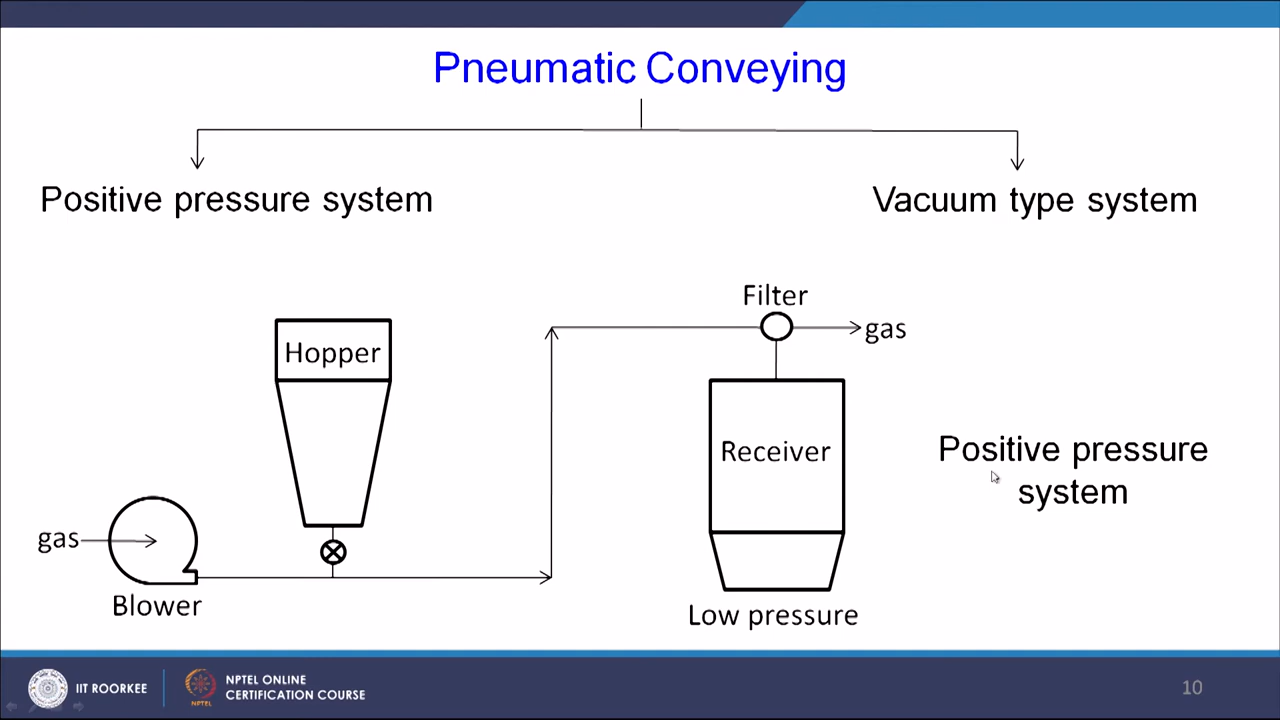 Pneumatic Conveying
Positive pressure system
Vacuum type system
Filter
gas
Hopper
Receiver
Positive pressure
system
gas
Blower
Low pressure
IIT ROORKEE
NPTEL
NPTEL ONLINE
CERTIFICATION COURSE
10